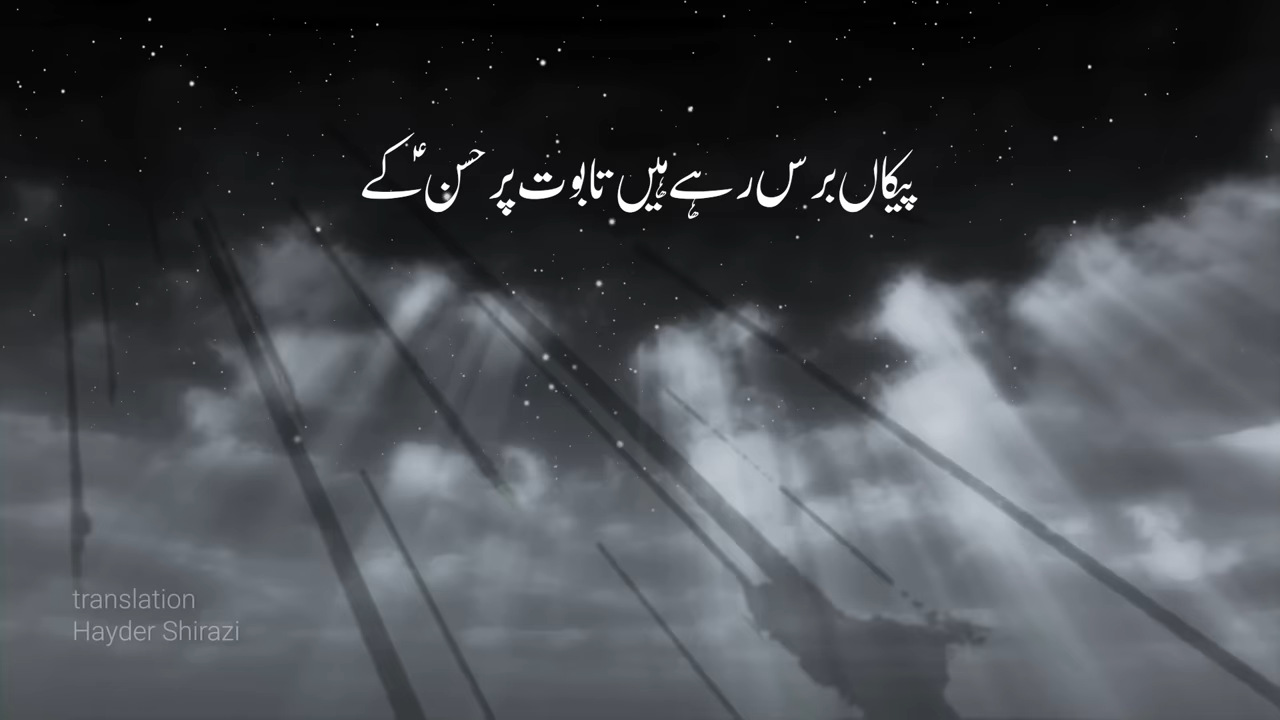 پیکاں برس رہے ہیں تابوت پر حسنؑ کے
translation
Hayder Shirazi